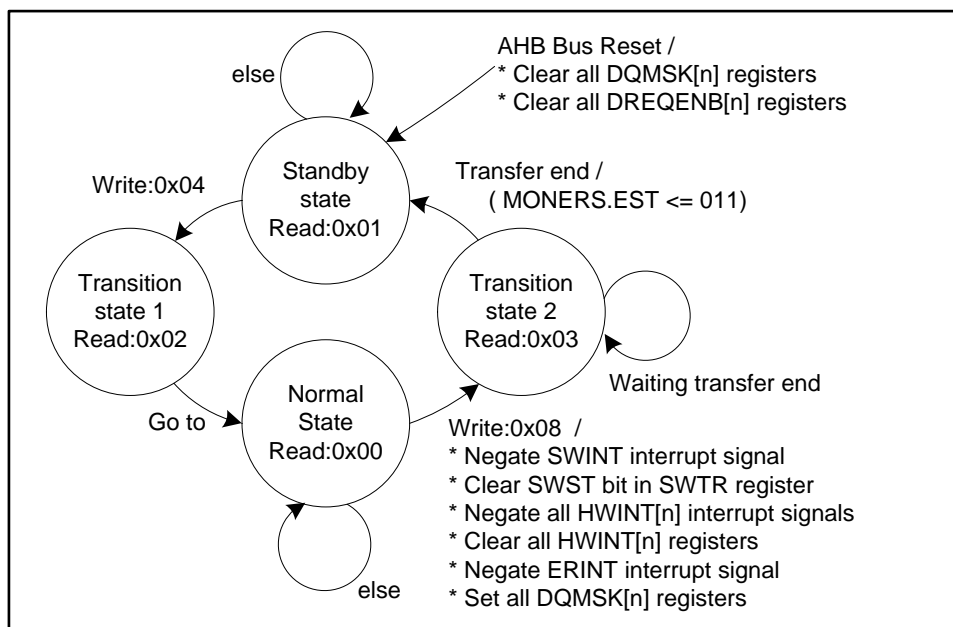 AHB Bus Reset /
* Clear all DQMSK[n] registers
* Clear all DREQENB[n] registers
else
Standby
state
Read:0x01
Write:0x04
Transfer end /
( MONERS.EST <= 011)
Transition
state 1
Read:0x02
Transition
state 2
Read:0x03
Waiting transfer end
Go to
Normal
State
Read:0x00
Write:0x08 /
* Negate SWINT interrupt signal
* Clear SWST bit in SWTR register
* Negate all HWINT[n] interrupt signals
* Clear all HWINT[n] registers
* Negate ERINT interrupt signal
* Set all DQMSK[n] registers
else